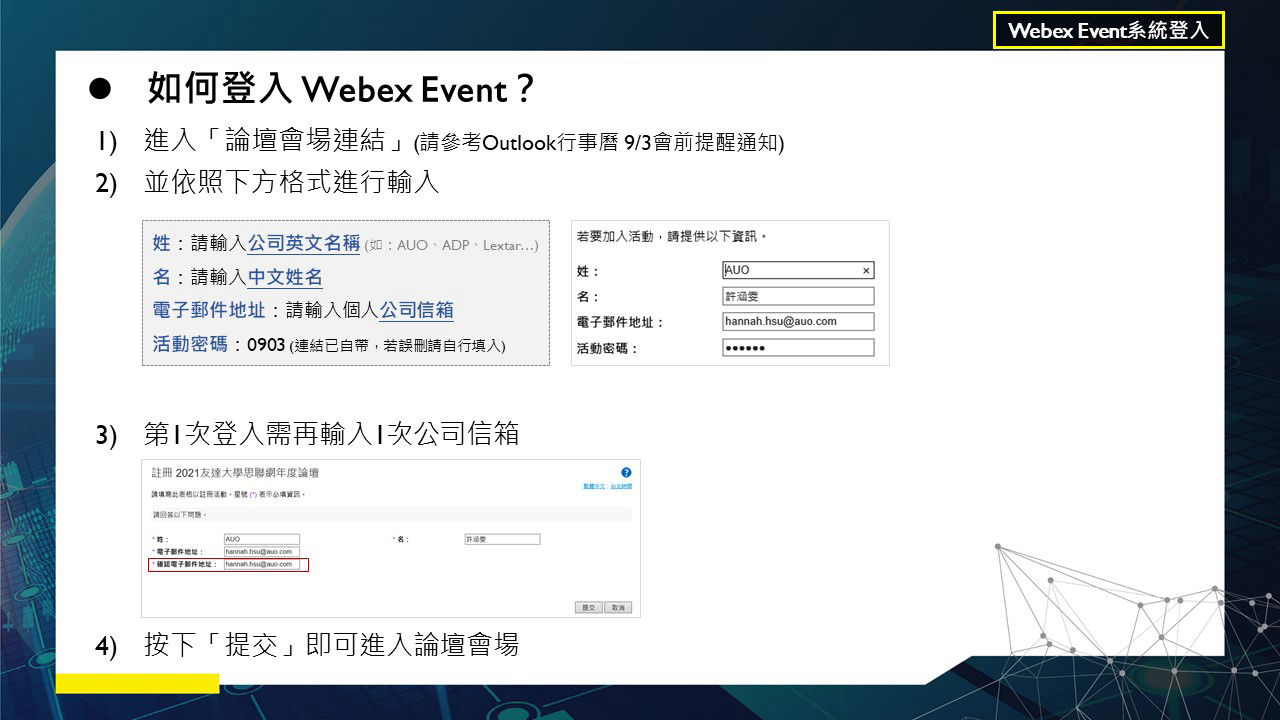 Webex Event系統登入
● 如何登入 Webex Event？
1) 進入「論壇會場連結」(請參考Outlook行事曆 9/3會前提醒通知)
2) 並依照下方格式進行輸入
姓：請輸入公司英文名稱 (如：AUO、ADP、Lextar…)
名：請輸入中文姓名
電子郵件地址：請輸入個人公司信箱
活動密碼：0903 (連結已自帶，若誤刪請自行填入)
若要加入活動，請提供以下資訊。
姓： AUO ×
名： 許涵雯
電子郵件地址： hannah.hsu@auo.com
活動密碼： ●●●●●●
3) 第1次登入需再輸入1次公司信箱
註冊 2021友達大學思聯網年度論壇 ?
繁體中文 : 台北時間
請填寫此表格以註冊活動。星號 (*) 表示必填資訊。
請回答以下問題。
* 姓： AUO * 名： 許涵雯
* 電子郵件地址： hannah.hsu@auo.com
* 確認電子郵件地址： hannah.hsu@auo.com
提交 取消
4) 按下「提交」即可進入論壇會場